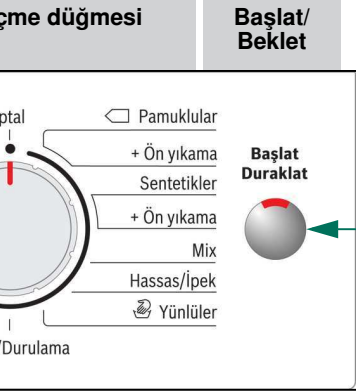 çme düğmesi
Başlat/
Beklet
ptal
Pamuklular
+ Ön yıkama
Sentetikler
+ Ön yıkama
Mix
Hassas/İpek
Yünlüler
/Durulama
Başlat
Duraklat